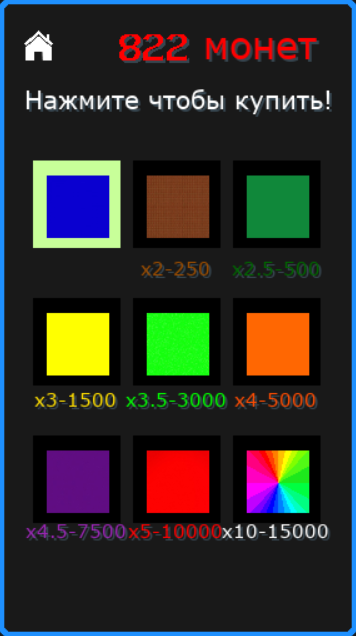 822 монет
Нажмите чтобы купить!
x2-250 x2.5-500
x3-1500 x3.5-3000 x4-5000
x4.5-7500 x5-10000 x10-15000